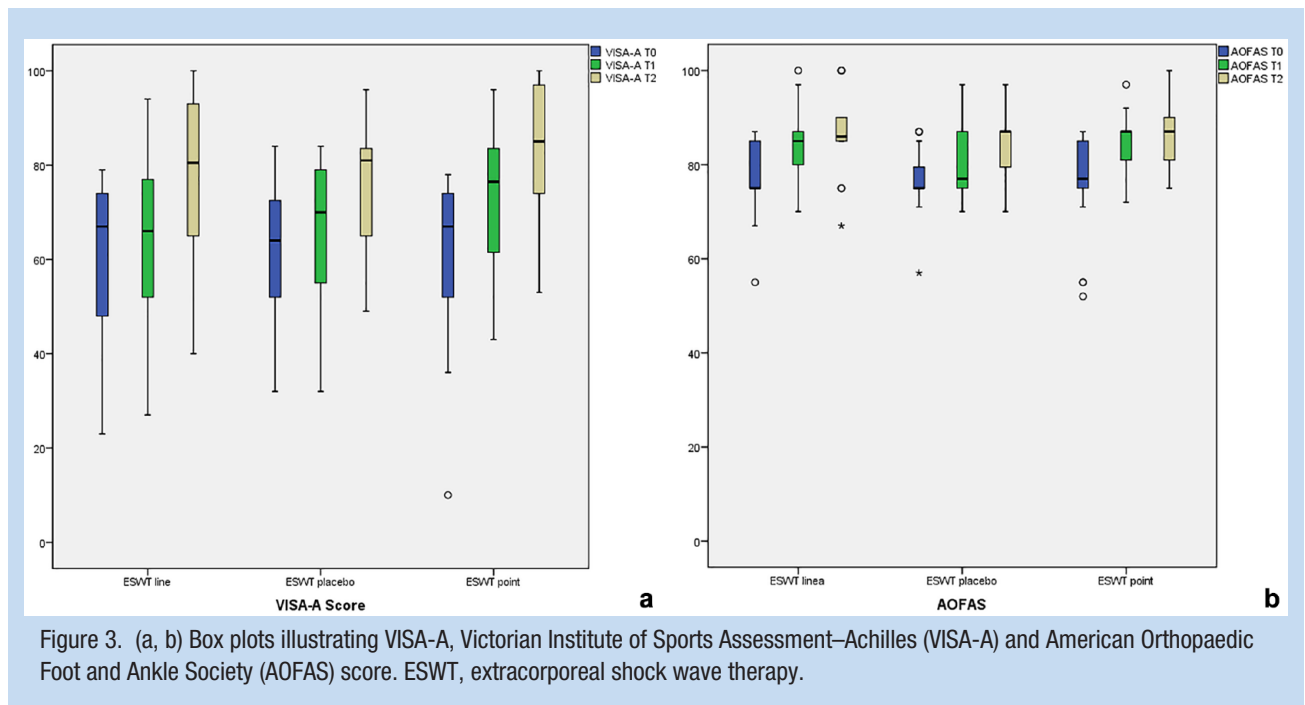 VISA-A T0
VISA-A T1
VISA-A T2
100
80
60
40
20
0
ESWT line ESWT placebo ESWT point
VISA-A Score
a
AOFAS T0
AOFAS T1
AOFAS T2
100
80
60
40
20
0
ESWT linea ESWT placebo ESWT point
AOFAS
b
Figure 3. (a, b) Box plots illustrating VISA-A, Victorian Institute of Sports Assessment–Achilles (VISA-A) and American Orthopaedic
Foot and Ankle Society (AOFAS) score. ESWT, extracorporeal shock wave therapy.